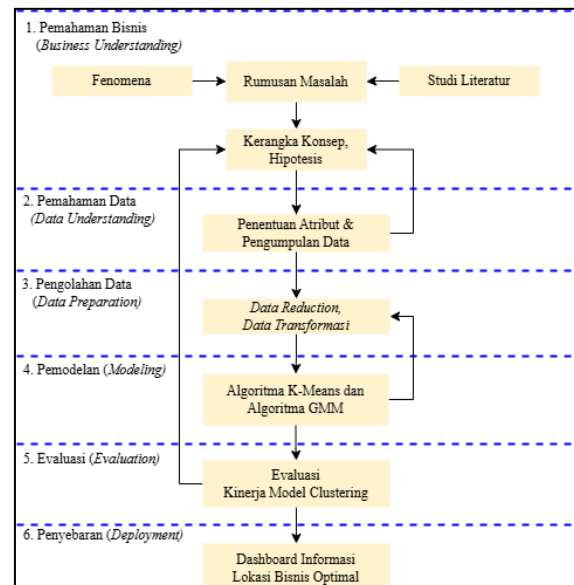 1. Pemahaman Bisnis
(Business Understanding)
Fenomena
Rumusan Masalah
Studi Literatur
Kerangka Konsep,
Hipotesis
2. Pemahaman Data
(Data Understanding)
Penentuan Atribut &
Pengumpulan Data
3. Pengolahan Data
(Data Preparation)
Data Reduction,
Data Transformasi
4. Pemodelan (Modeling)
Algoritma K-Means dan
Algoritma GMM
5. Evaluasi (Evaluation)
Evaluasi
Kinerja Model Clustering
6. Penyebaran (Deployment)
Dashboard Informasi
Lokasi Bisnis Optimal